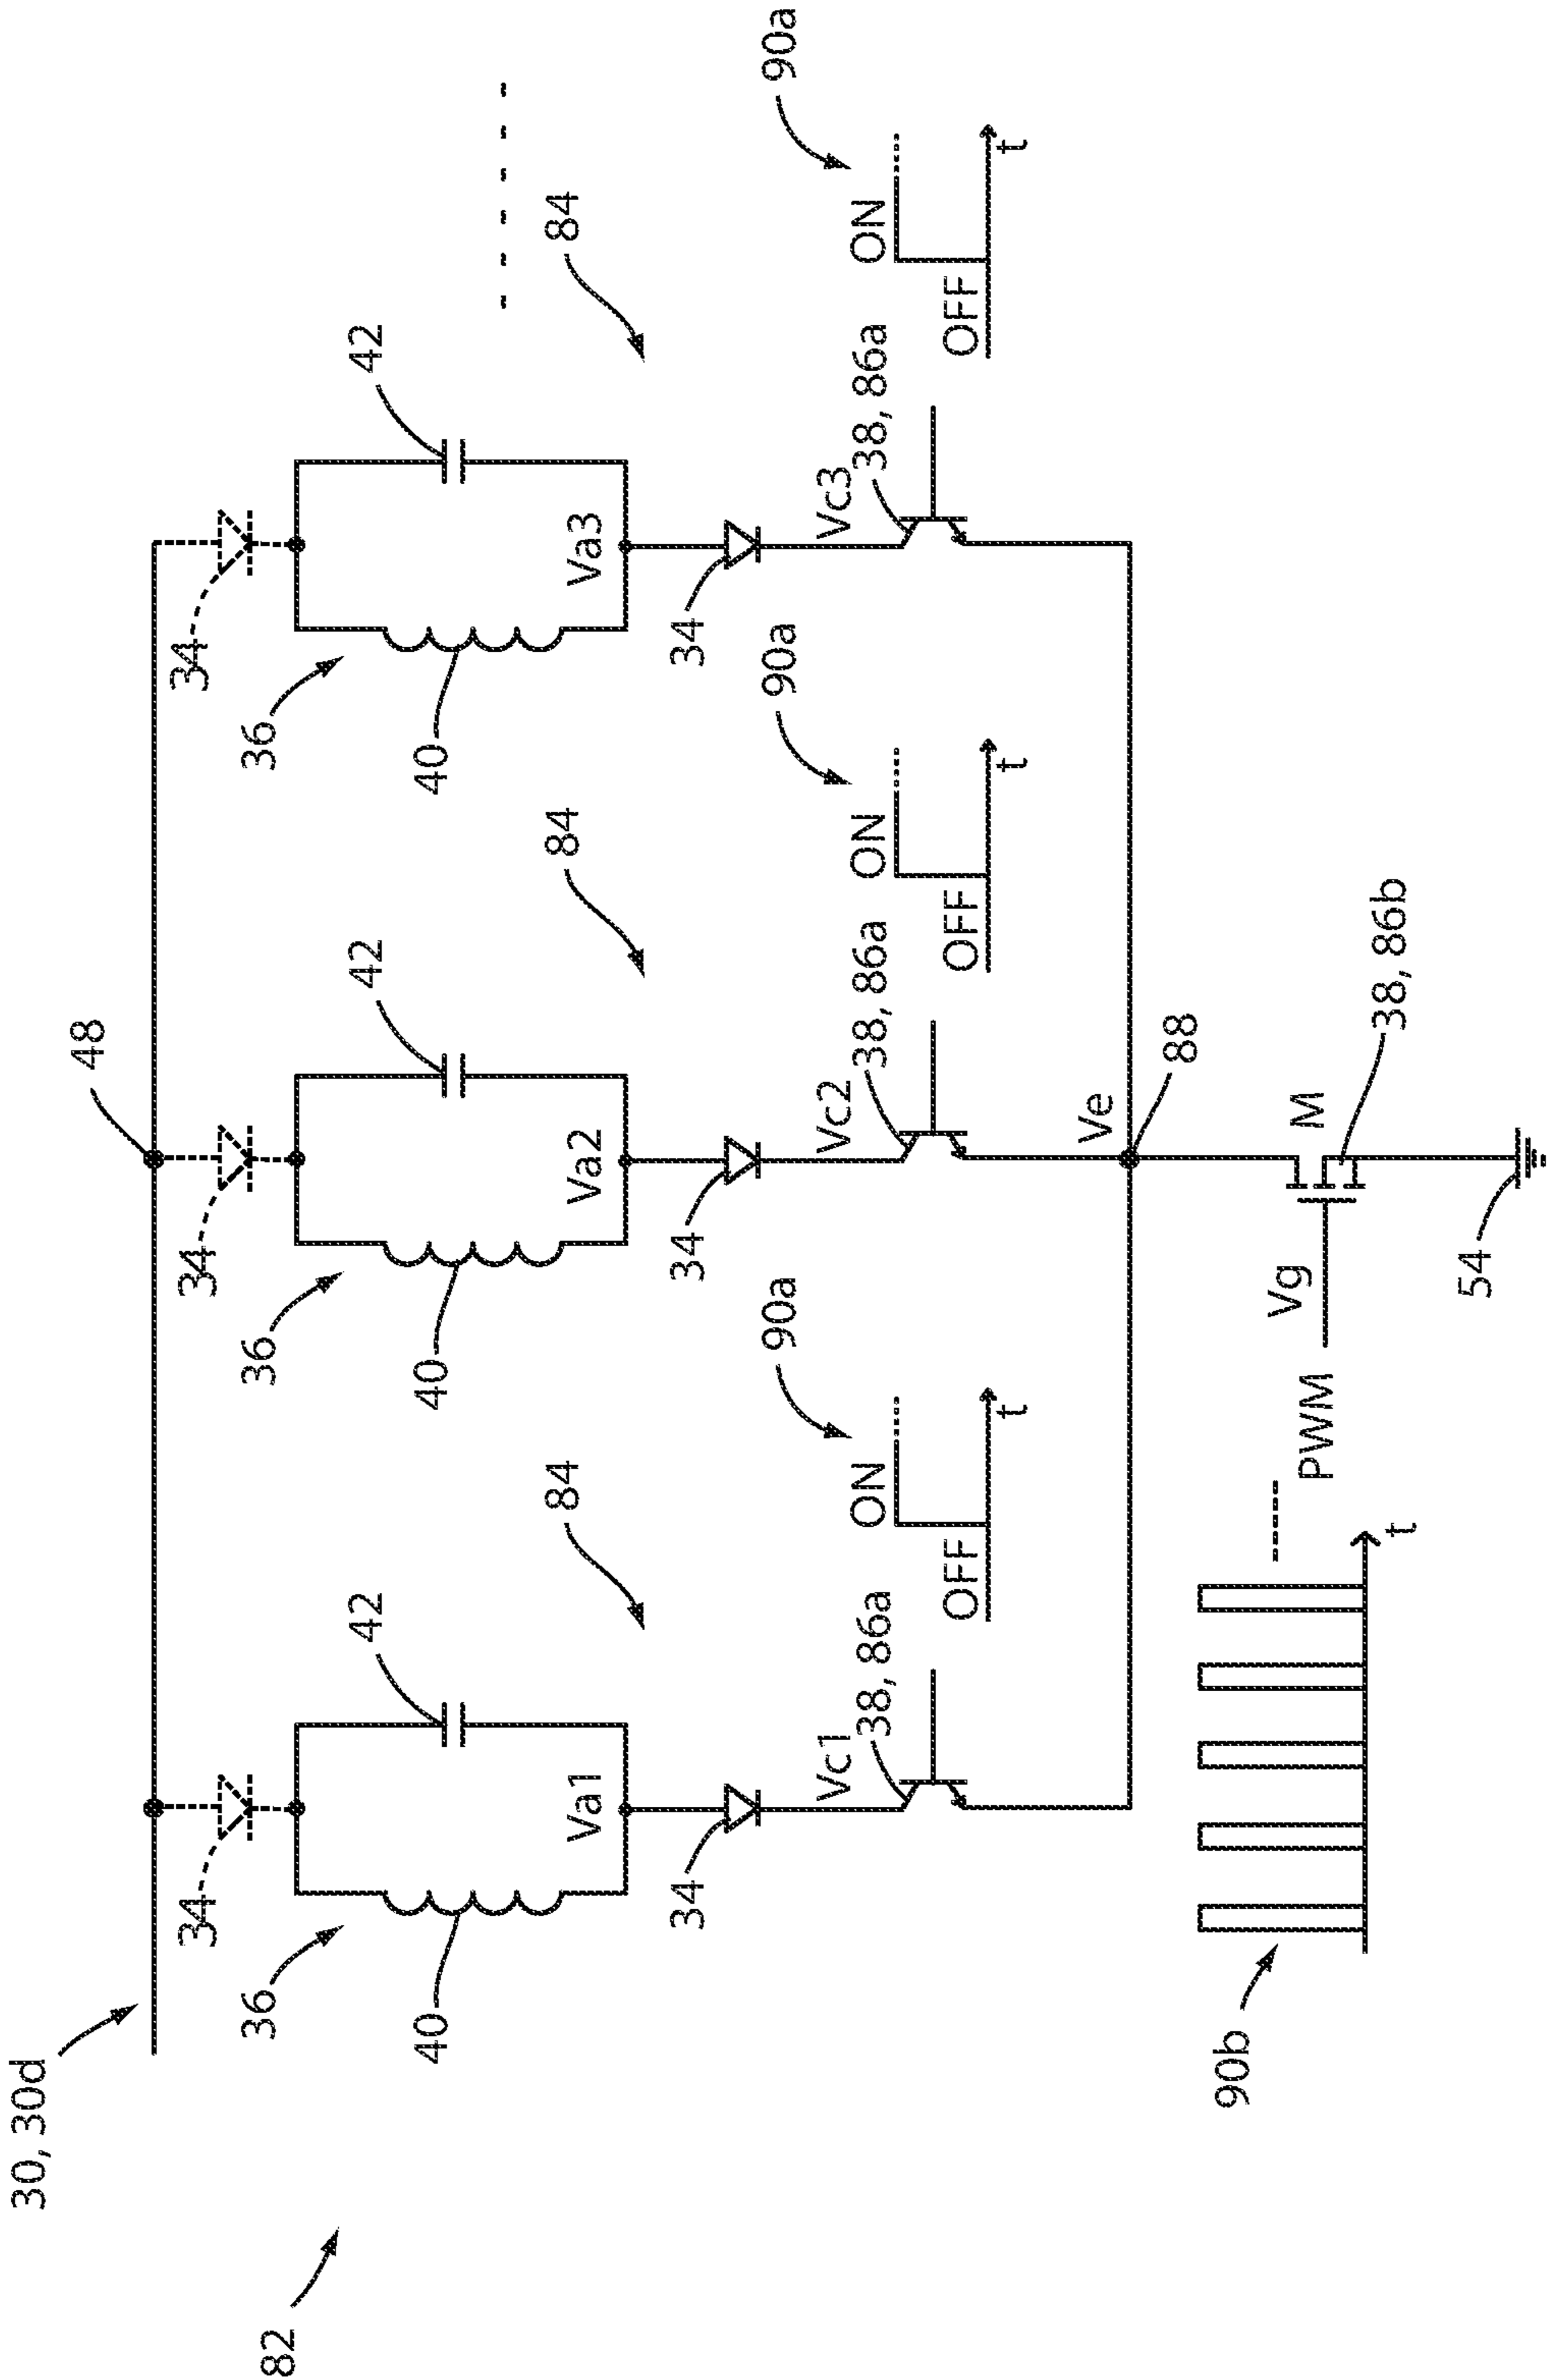 82
30, 30d
48
34
34
34
36
36
36
42
42
42
40
40
40
Va1
Va2
Va3
84
84
84
34
34
34
90a
90a
90a
Vc1
Vc2
Vc3
38, 86a
38, 86a
38, 86a
ON
ON
ON
OFF
OFF
OFF
t
t
t
Ve
88
90b
t
PWM
Vg
M
38, 86b
54